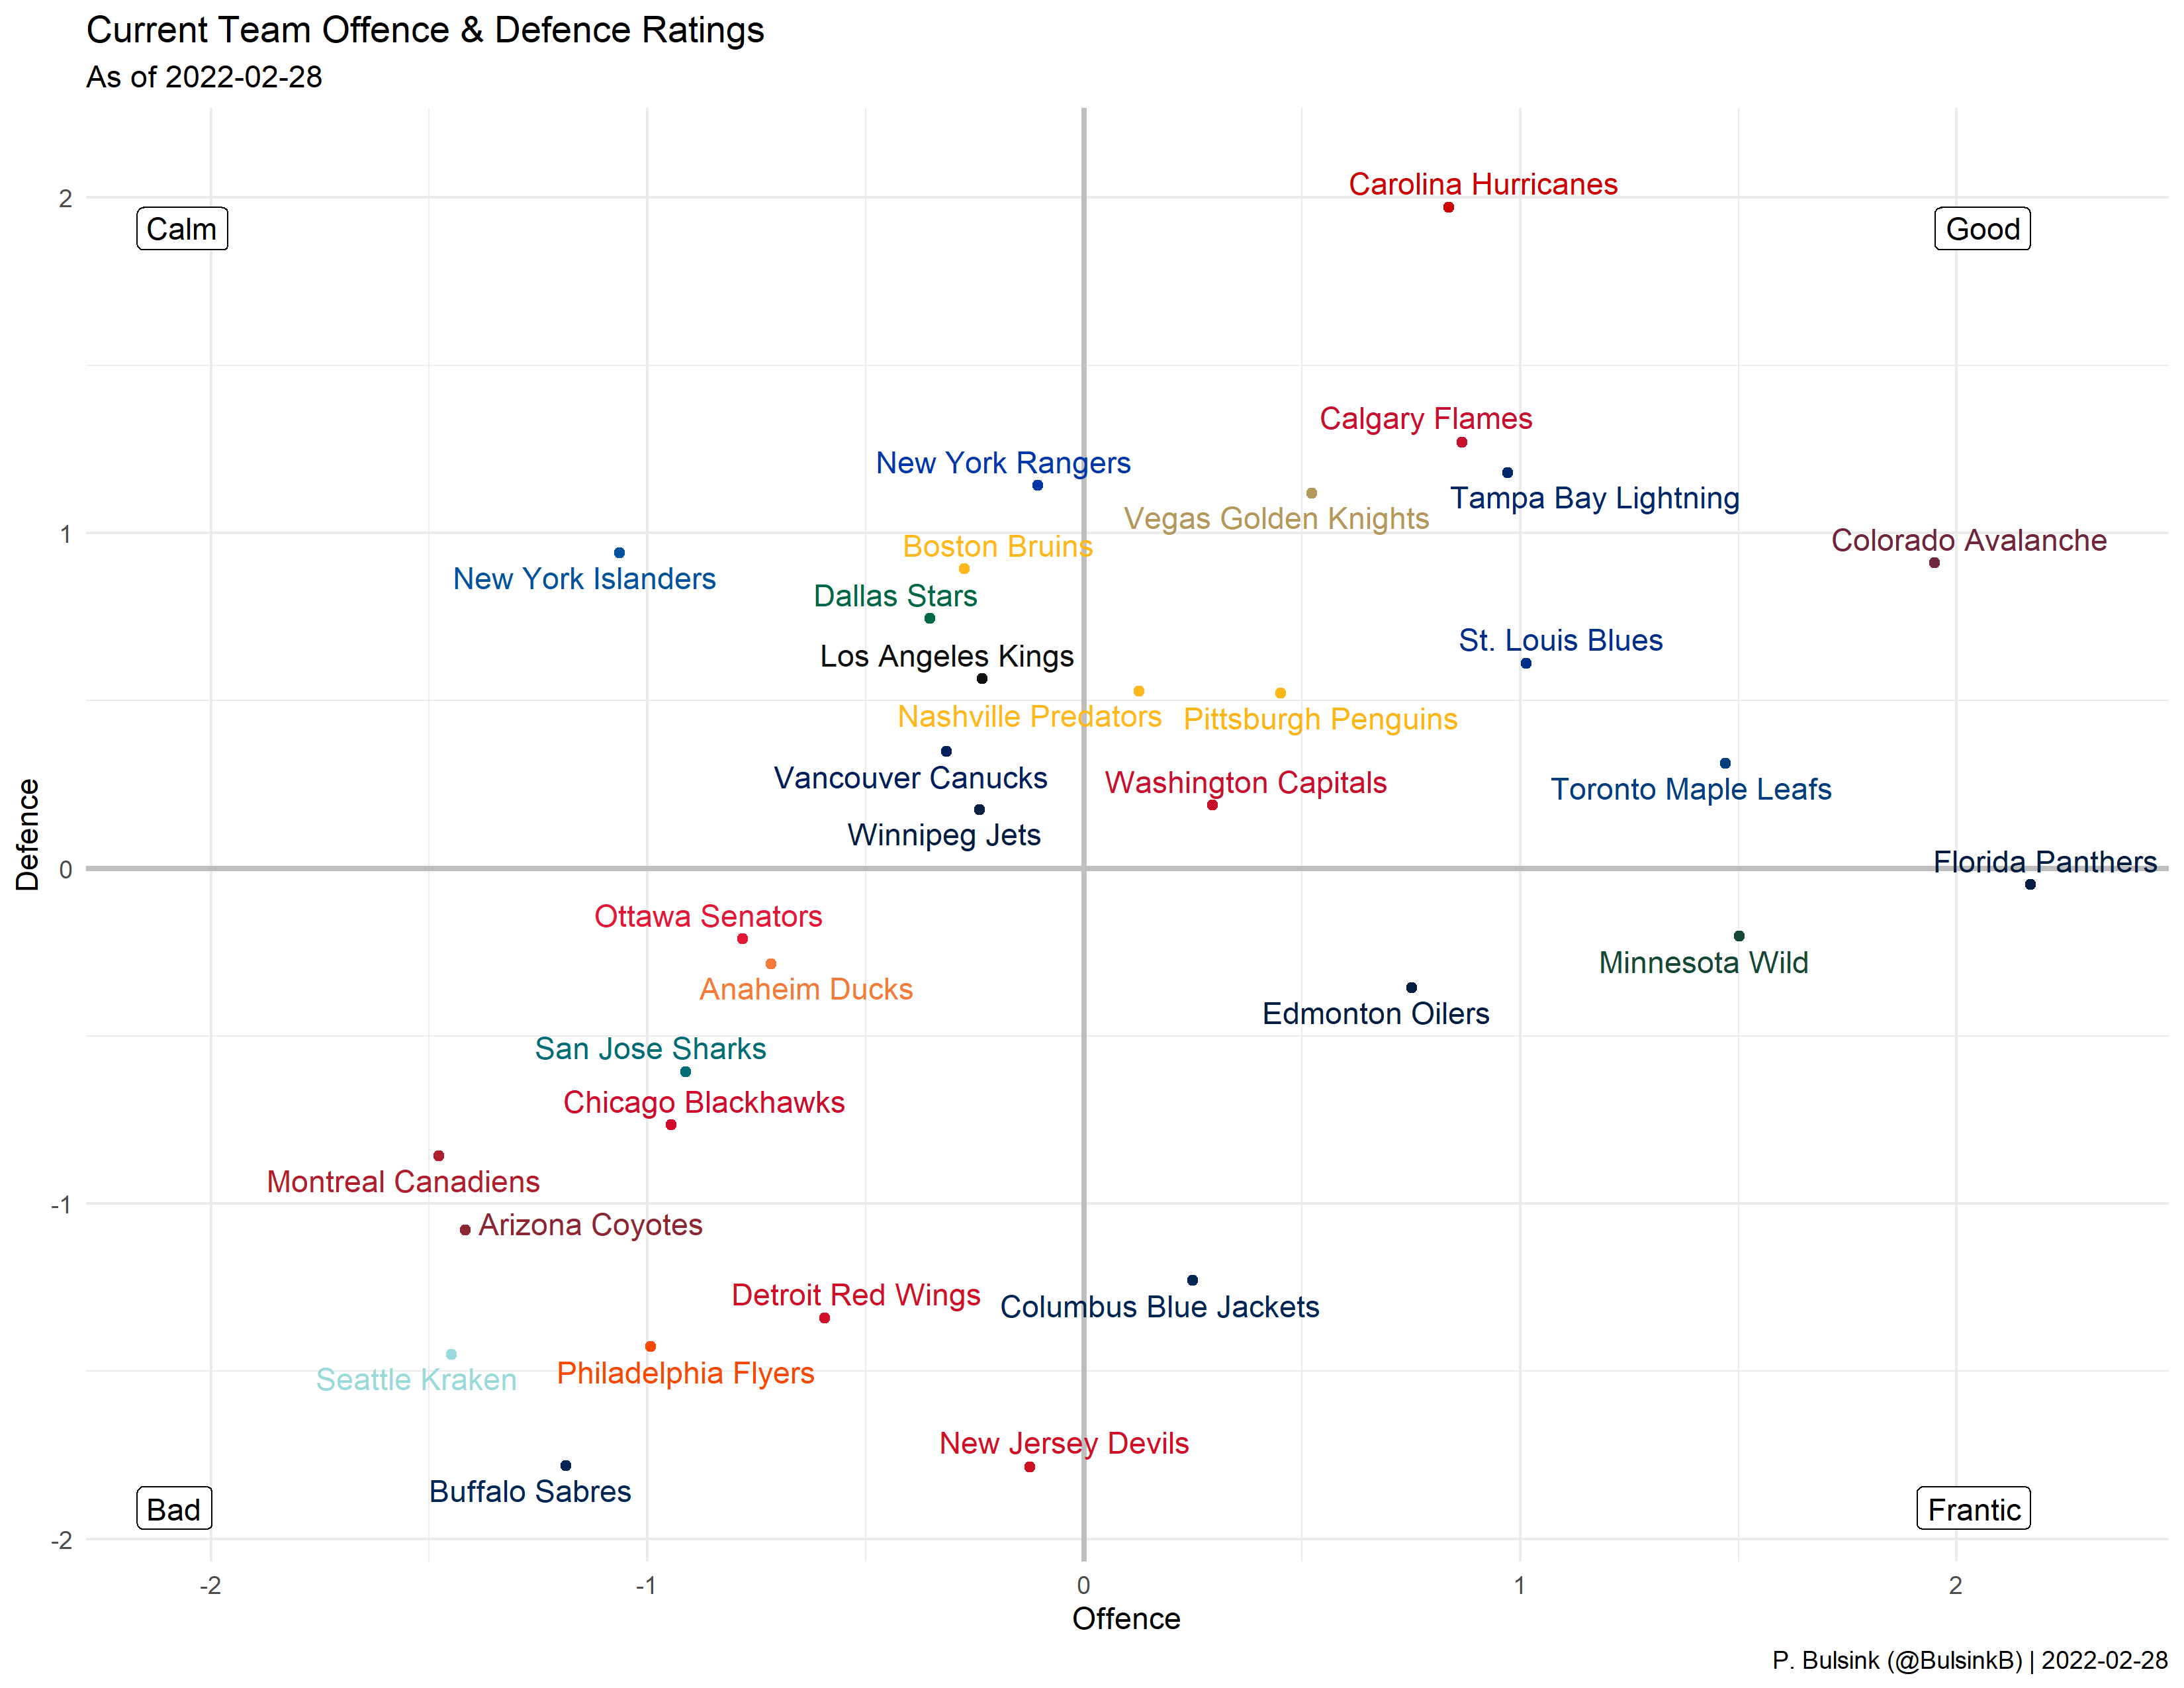 Current Team Offence & Defence Ratings
As of 2022-02-28
Carolina Hurricanes
2
Calm
Good
Calgary Flames
New York Rangers
Tampa Bay Lightning
Vegas Golden Knights
1
Boston Bruins
Colorado Avalanche
New York Islanders
Dallas Stars
St. Louis Blues
Los Angeles Kings
Nashville Predators
Pittsburgh Penguins
Vancouver Canucks
Washington Capitals
Toronto Maple Leafs
Winnipeg Jets
Defence
0
Florida Panthers
Ottawa Senators
Minnesota Wild
Anaheim Ducks
Edmonton Oilers
San Jose Sharks
Chicago Blackhawks
Montreal Canadiens
-1
Arizona Coyotes
Detroit Red Wings
Columbus Blue Jackets
Philadelphia Flyers
Seattle Kraken
New Jersey Devils
Buffalo Sabres
Bad
Frantic
-2
-2
-1
0
1
2
Offence
P. Bulsink (@BulsinkB) | 2022-02-28